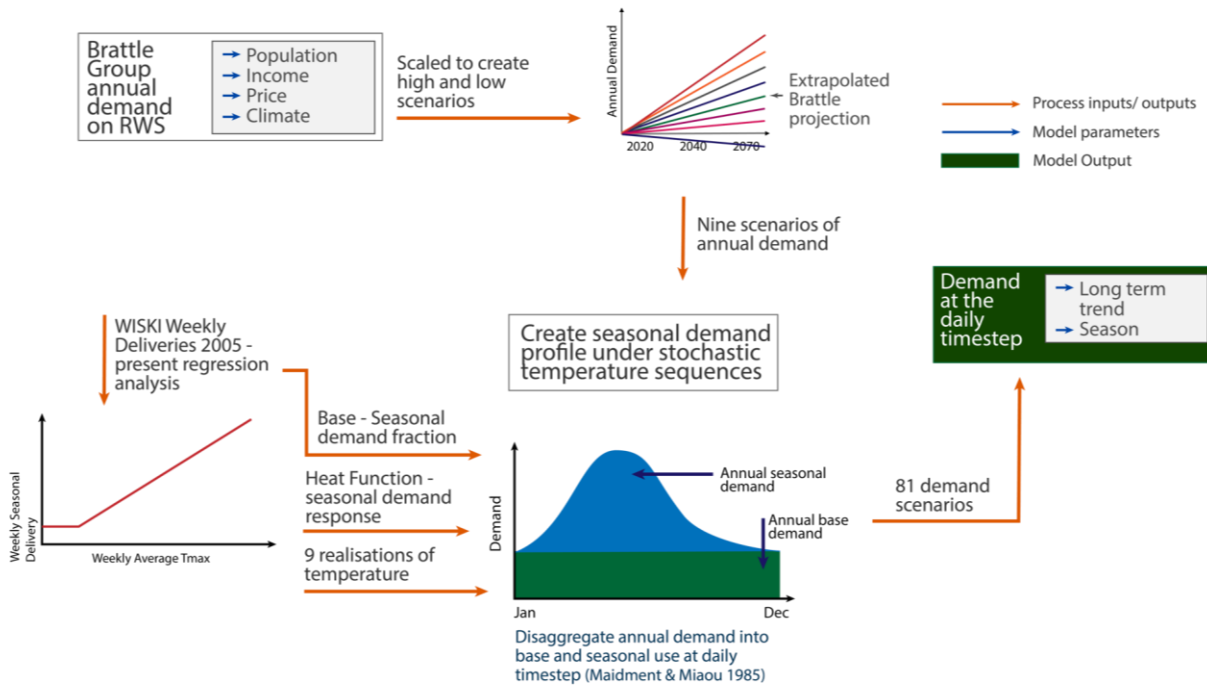 Brattle
Group
annual
demand
on RWS
Population
Income
Price
Climate
Scaled to create
high and low
scenarios
Annual Demand
2020
2040
2070
Extrapolated
Brattle
projection
Process inputs/ outputs
Model parameters
Model Output
Nine scenarios of
annual demand
Demand
at the
daily
timestep
Long term
trend
Season
WISKI Weekly
Deliveries 2005 -
present regression
analysis
Create seasonal demand
profile under stochastic
temperature sequences
Base - Seasonal
demand fraction
Heat Function -
seasonal demand
response
9 realisations of
temperature
Weekly Seasonal
Delivery
Weekly Average Tmax
Demand
Annual seasonal
demand
Annual base
demand
Jan
Dec
81 demand
scenarios
Disaggregate annual demand into
base and seasonal use at daily
timestep (Maidment & Miaou 1985)